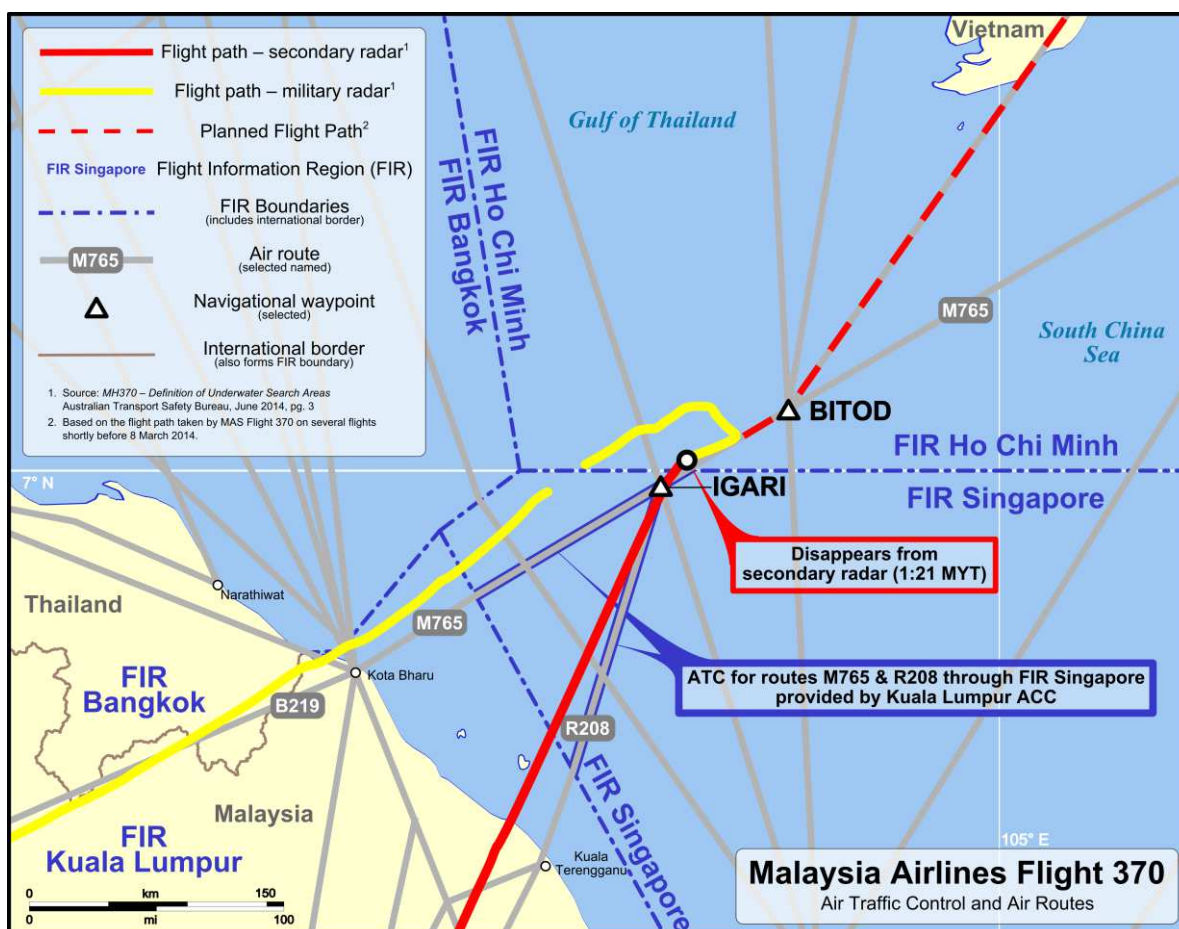 Flight path – secondary radar¹
Flight path – military radar¹
Planned Flight Path²
FIR Singapore Flight Information Region (FIR)
FIR Boundaries
(includes international border)
M765 Air route
(selected named)
Navigational waypoint
(selected)
International border
(also forms FIR boundary)
1. Source: MH370 – Definition of Underwater Search Areas
Australian Transport Safety Bureau, June 2014, pg. 3
2. Based on the flight path taken by MAS Flight 370 on several flights
shortly before 8 March 2014.
Vietnam
Gulf of Thailand
FIR Ho Chi Minh
FIR Bangkok
M765
South China
Sea
BITOD
FIR Ho Chi Minh
7° N
IGARI
FIR Singapore
Disappears from
secondary radar (1:21 MYT)
Narathiwat
Thailand
M765
Kota Bharu
ATC for routes M765 & R208 through FIR Singapore
provided by Kuala Lumpur ACC
FIR
Bangkok
B219
R208
FIR Singapore
Malaysia
FIR
Kuala Lumpur
Kuala
Terengganu
105° E
0 km 150
0 mi 100
Malaysia Airlines Flight 370
Air Traffic Control and Air Routes